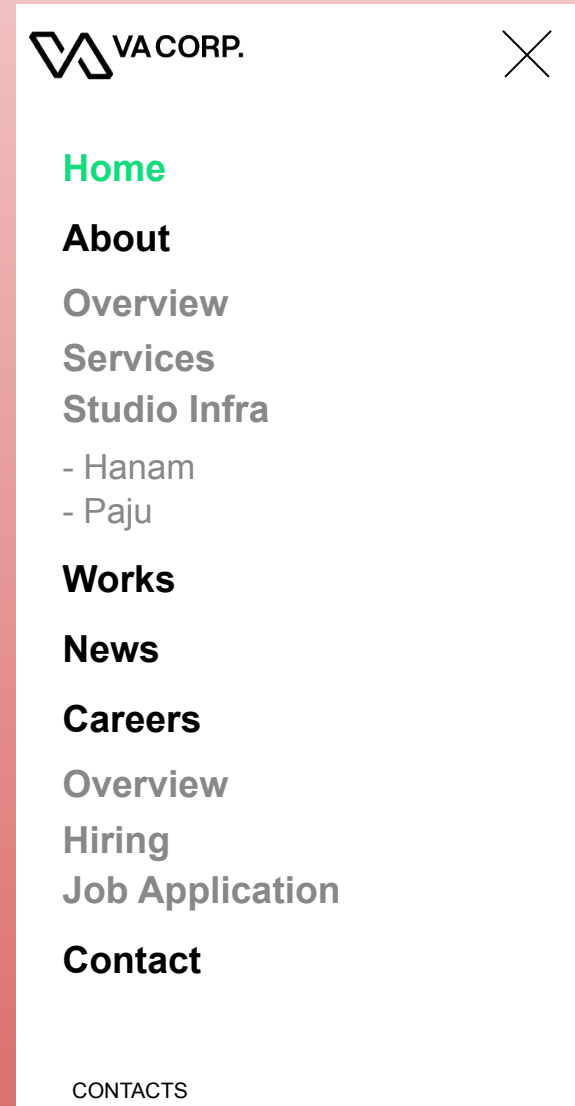 VA CORP.
Home
About
Overview
Services
Studio Infra
- Hanam
- Paju
Works
News
Careers
Overview
Hiring
Job Application
Contact
CONTACTS